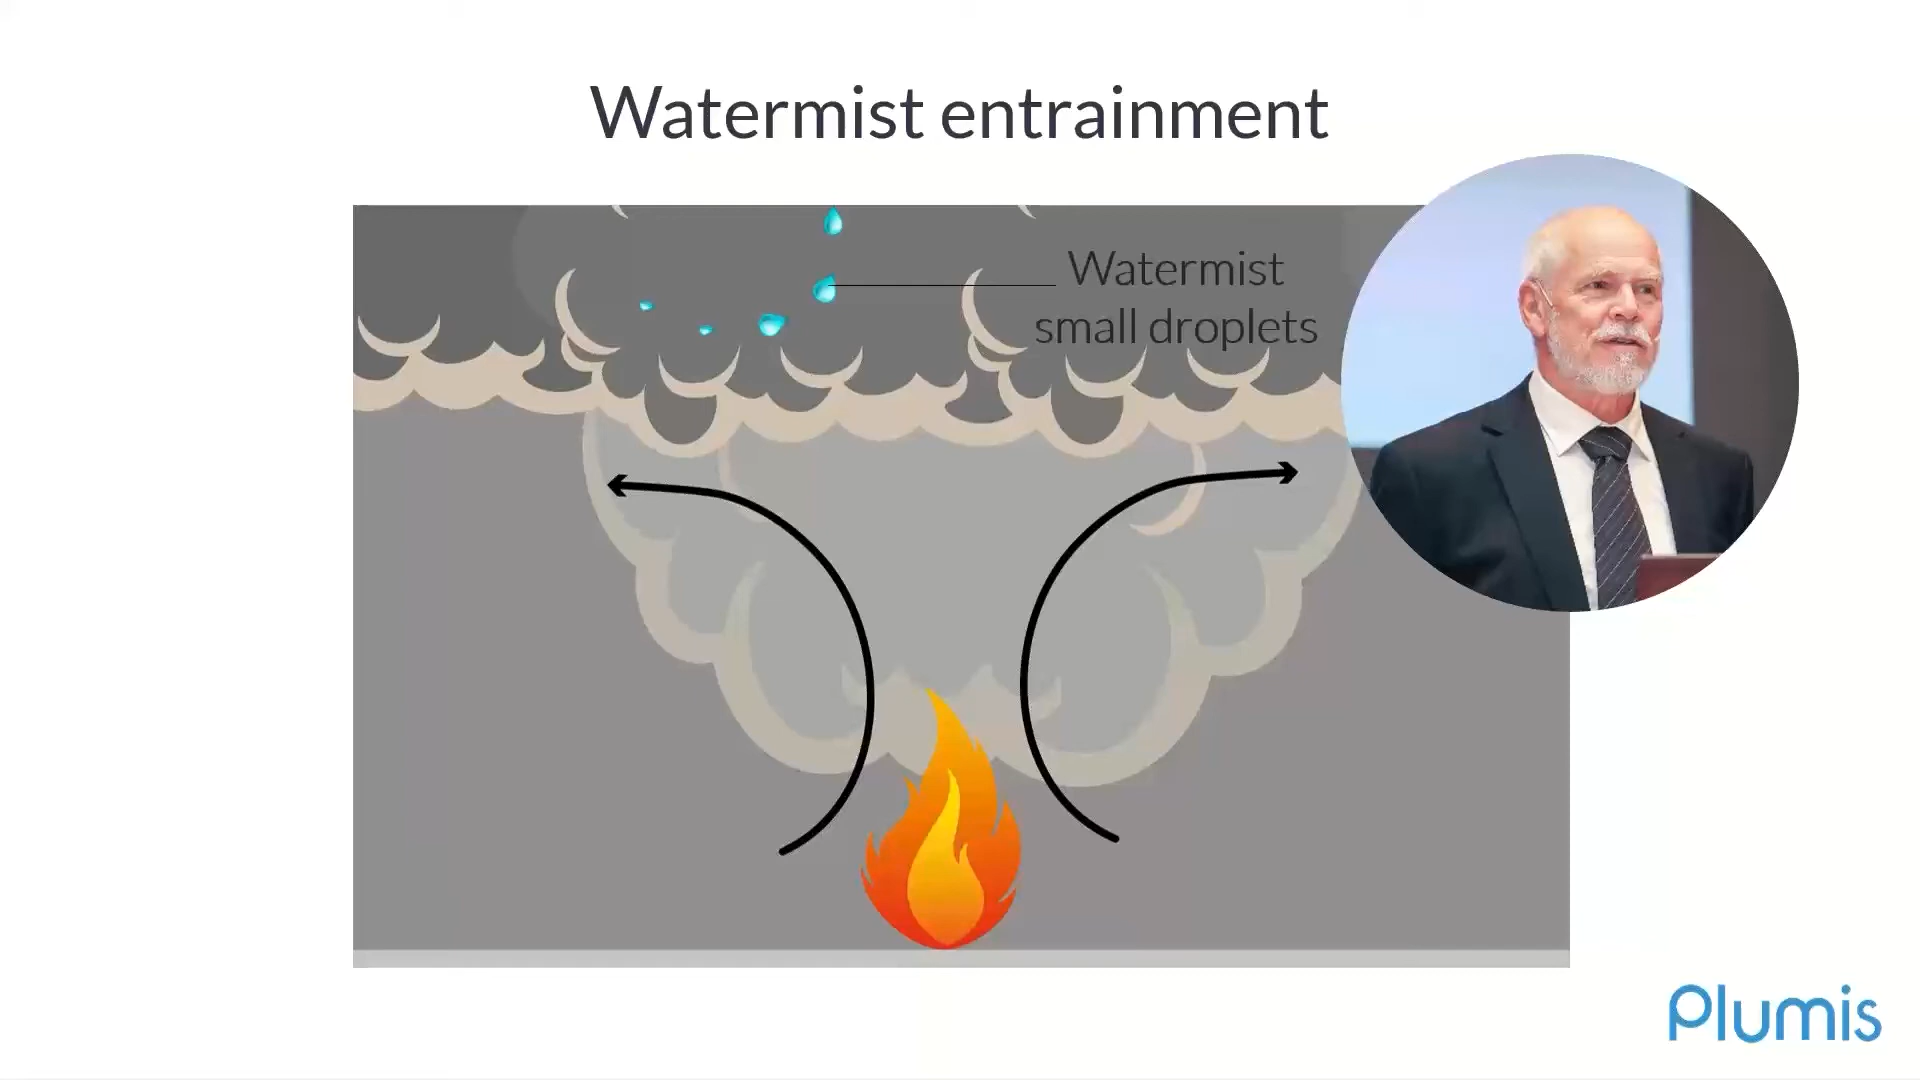 Watermist entrainment
Watermist
small droplets
Plumis